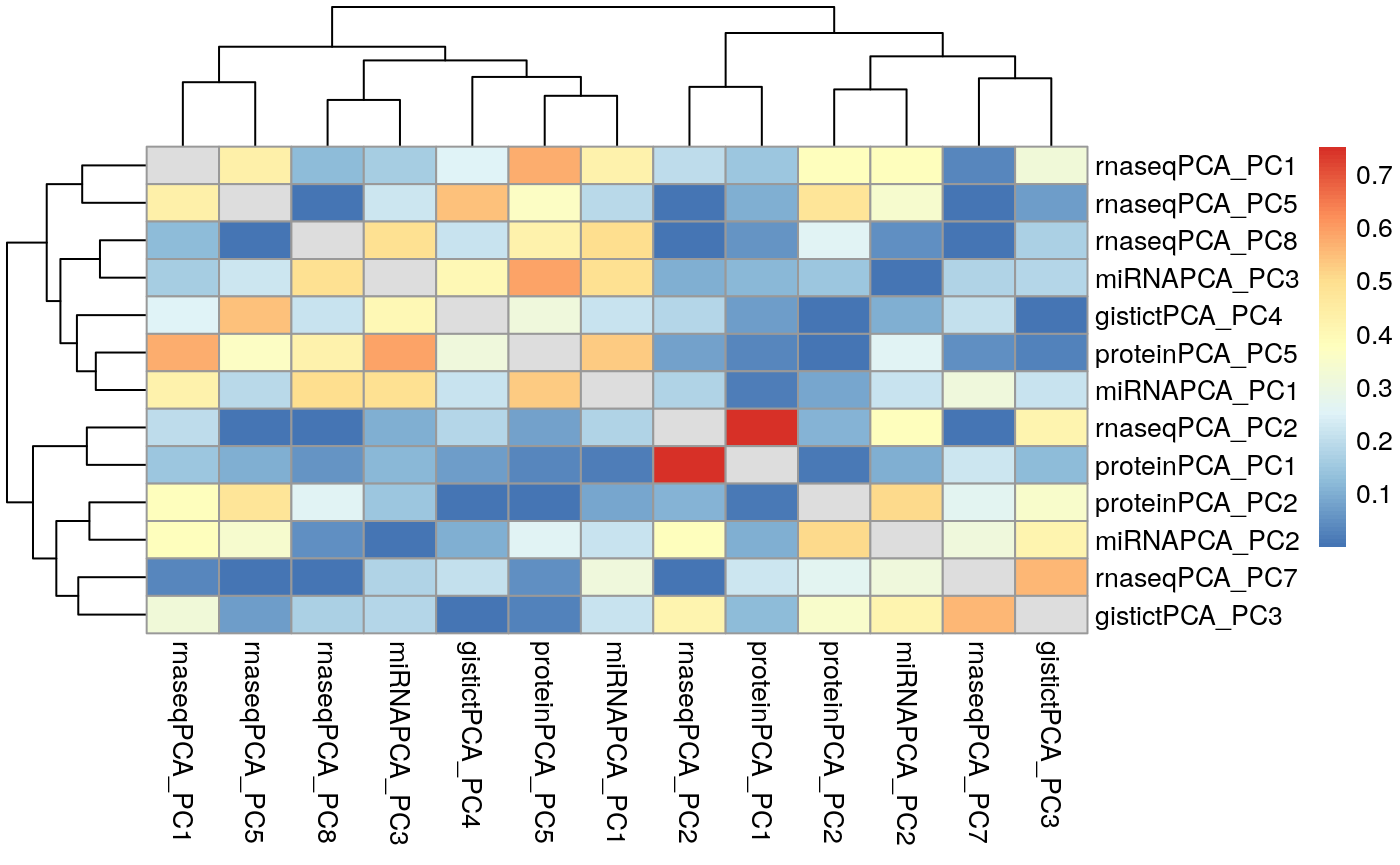 rnaseqPCA_PC1
rnaseqPCA_PC5
rnaseqPCA_PC8
miRNAPCA_PC3
gistictPCA_PC4
proteinPCA_PC5
miRNAPCA_PC1
rnaseqPCA_PC2
proteinPCA_PC1
proteinPCA_PC2
miRNAPCA_PC2
rnaseqPCA_PC7
gistictPCA_PC3
0.7
0.6
0.5
0.4
0.3
0.2
0.1
rnaseqPCA_PC1
rnaseqPCA_PC5
rnaseqPCA_PC8
miRNAPCA_PC3
gistictPCA_PC4
proteinPCA_PC5
miRNAPCA_PC1
rnaseqPCA_PC2
proteinPCA_PC1
proteinPCA_PC2
miRNAPCA_PC2
rnaseqPCA_PC7
gistictPCA_PC3